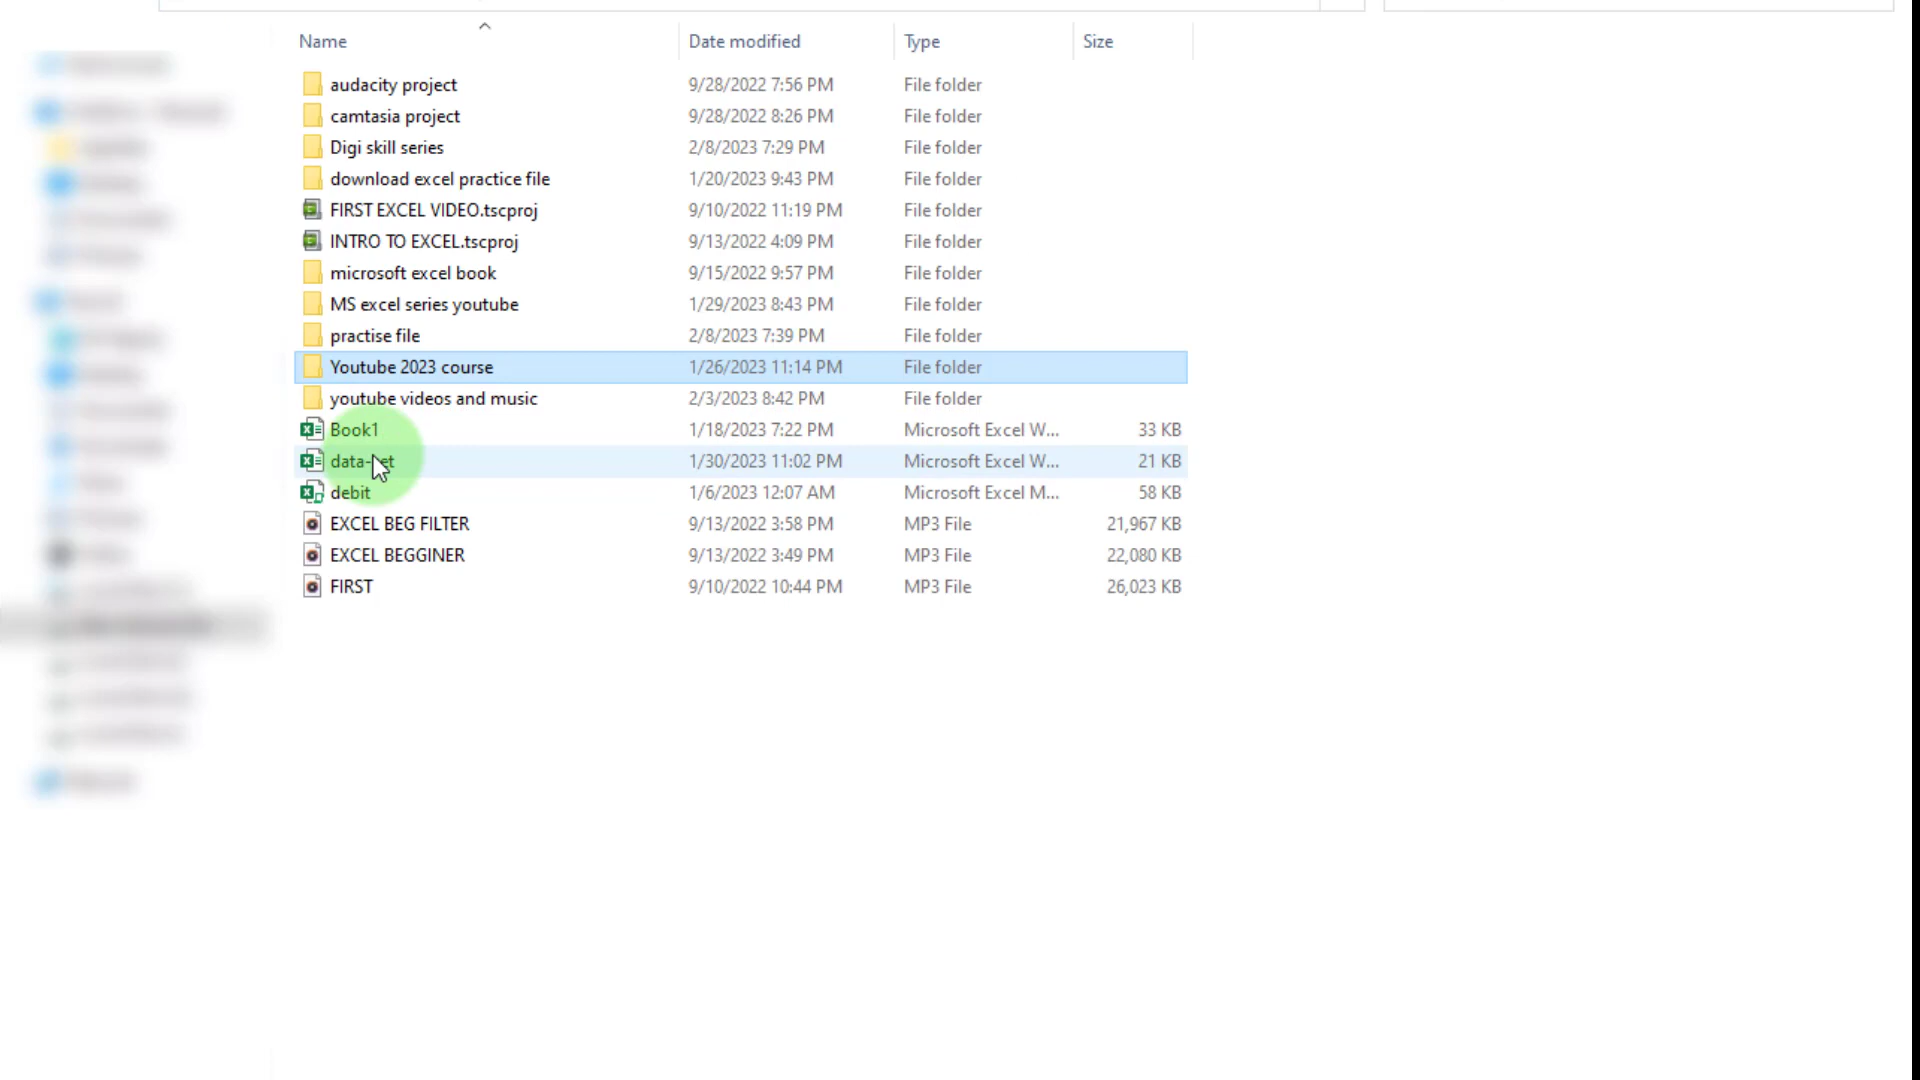 Name Date modified Type Size
audacity project 9/28/2022 7:56 PM File folder
camtasia project 9/28/2022 8:26 PM File folder
Digi skill series 2/8/2023 7:29 PM File folder
download excel practice file 1/20/2023 9:43 PM File folder
FIRST EXCEL VIDEO.tscproj 9/10/2022 11:19 PM File folder
INTRO TO EXCEL.tscproj 9/13/2022 4:09 PM File folder
microsoft excel book 9/15/2022 9:57 PM File folder
MS excel series youtube 1/29/2023 8:43 PM File folder
practise file 2/8/2023 7:39 PM File folder
Youtube 2023 course 1/26/2023 11:14 PM File folder
youtube videos and music 2/3/2023 8:42 PM File folder
Book1 1/18/2023 7:22 PM Microsoft Excel W... 33 KB
1/30/2023 11:02 PM Microsoft Excel W... 21 KB
debit 1/6/2023 12:07 AM Microsoft Excel M... 58 KB
EXCEL BEG FILTER 9/13/2022 3:58 PM MP3 File 21,967 KB
EXCEL BEGGINER 9/13/2022 3:49 PM MP3 File 22,080 KB
FIRST 9/10/2022 10:44 PM MP3 File 26,023 KB